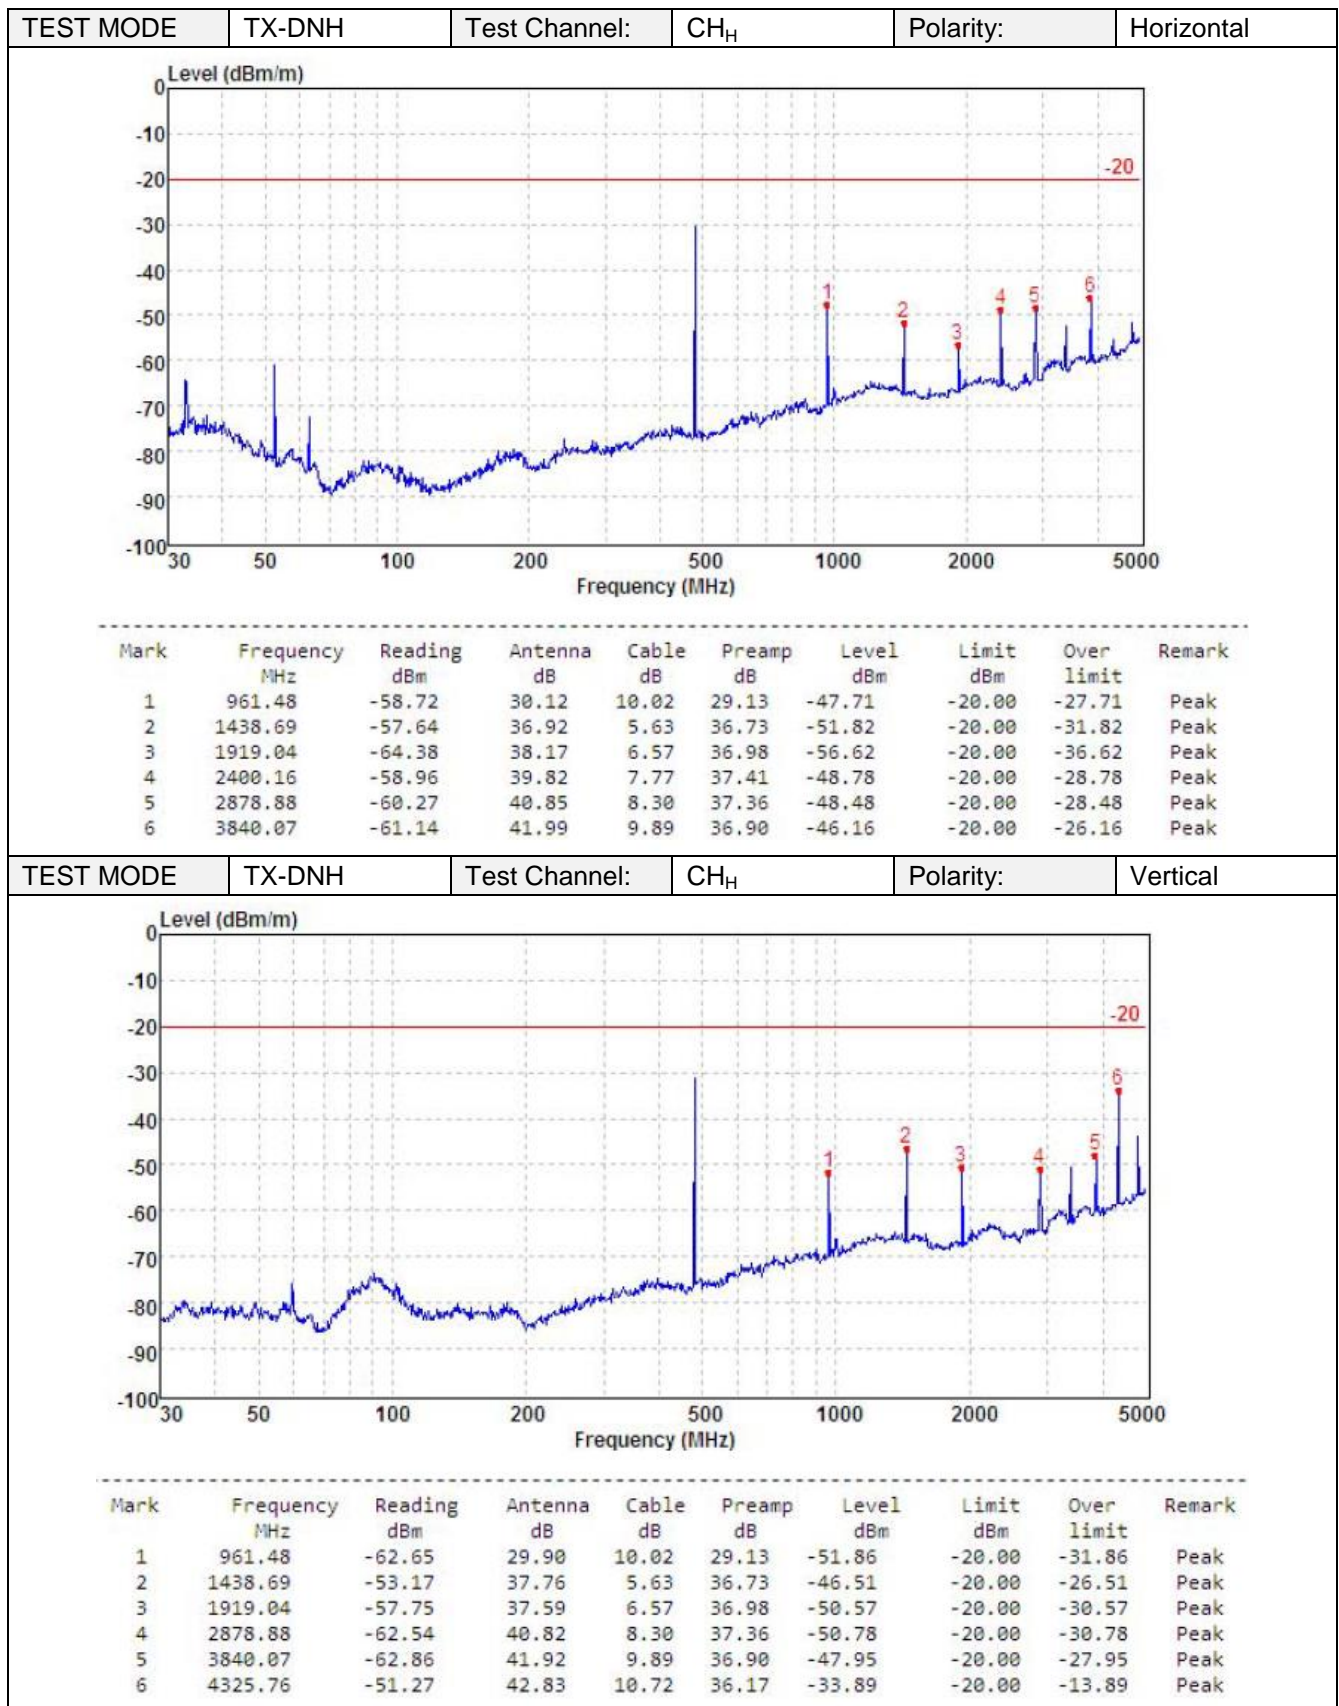 TEST MODE TX-DNH Test Channel: CHH Polarity: Horizontal
Level (dBm/m)
0
-10
-20
-20
-30
-40
-50
-60
-70
-80
-90
-100
1 2 3 4 5 6
30 50 100 200 500 1000 2000 5000
Frequency (MHz)
Mark Frequency Reading Antenna Cable Preamp Level Limit Over Remark
MHz dBm dB dB dB dBm dBm limit
1 961.48 -58.72 30.12 10.02 29.13 -47.71 -20.00 -27.71 Peak
2 1438.69 -57.64 36.92 5.63 36.73 -51.82 -20.00 -31.82 Peak
3 1919.04 -64.38 38.17 6.57 36.98 -56.62 -20.00 -36.62 Peak
4 2400.16 -58.96 39.82 7.77 37.41 -48.78 -20.00 -28.78 Peak
5 2878.88 -60.27 40.85 8.30 37.36 -48.48 -20.00 -28.48 Peak
6 3840.07 -61.14 41.99 9.89 36.90 -46.16 -20.00 -26.16 Peak
TEST MODE TX-DNH Test Channel: CHH Polarity: Vertical
Level (dBm/m)
0
-10
-20
-20
-30
-40
-50
-60
-70
-80
-90
-100
1 2 3 4 5 6
30 50 100 200 500 1000 2000 5000
Frequency (MHz)
Mark Frequency Reading Antenna Cable Preamp Level Limit Over Remark
MHz dBm dB dB dB dBm dBm limit
1 961.48 -62.65 29.90 10.02 29.13 -51.86 -20.00 -31.86 Peak
2 1438.69 -53.17 37.76 5.63 36.73 -46.51 -20.00 -26.51 Peak
3 1919.04 -57.75 37.59 6.57 36.98 -50.57 -20.00 -30.57 Peak
4 2878.88 -62.54 40.82 8.30 37.36 -50.78 -20.00 -30.78 Peak
5 3840.07 -62.86 41.92 9.89 36.90 -47.95 -20.00 -27.95 Peak
6 4325.76 -51.27 42.83 10.72 36.17 -33.89 -20.00 -13.89 Peak